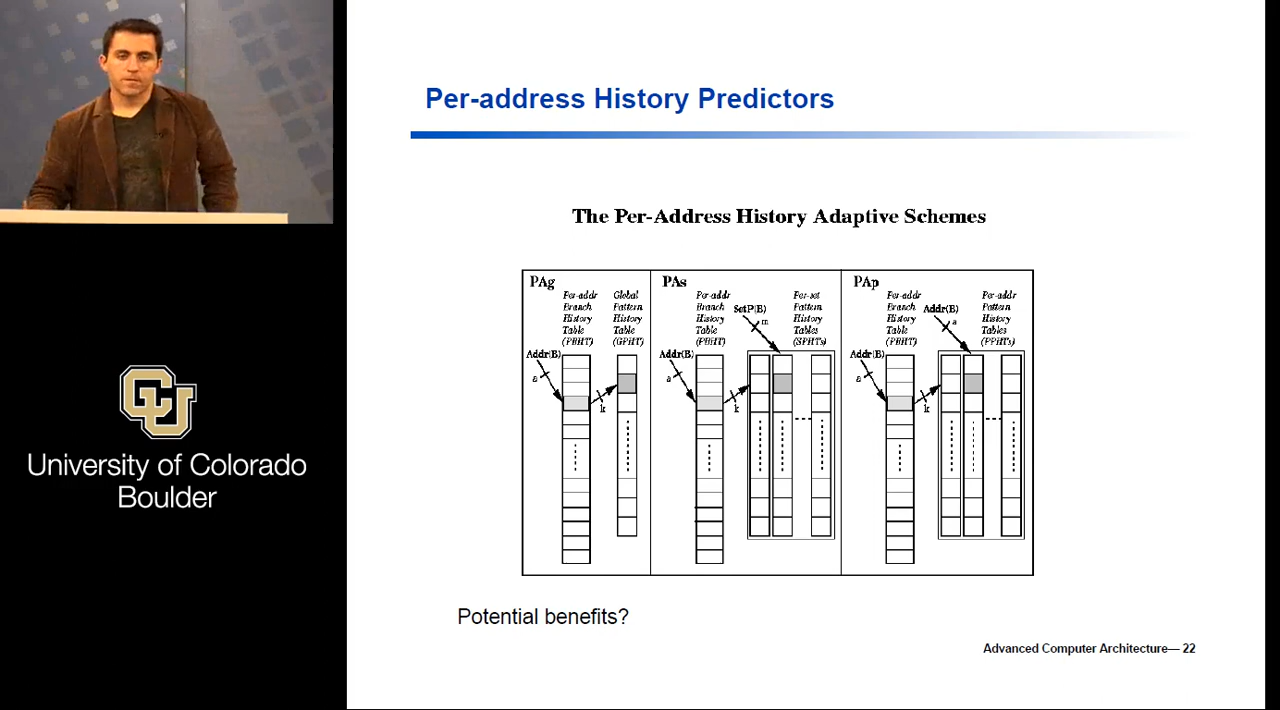 Per-address History Predictors
The Per-Address History Adaptive Schemes
PAg
Per-addr
Branch
History
Table
(PBHT)
Global
Pattern
History
Table
(GPHT)
Addr(B)
a
k
PAs
Per-addr
Branch
History
Table
(PBHT)
SetP(B)
m
Per-set
Pattern
History
Tables
(SPHTs)
Addr(B)
a
k
PAp
Per-addr
Branch
History
Table
(PBHT)
Addr(B)
a
Per-addr
Pattern
History
Tables
(PPHTs)
Addr(B)
a
k
Potential benefits?
Advanced Computer Architecture— 22
CU
University of Colorado
Boulder